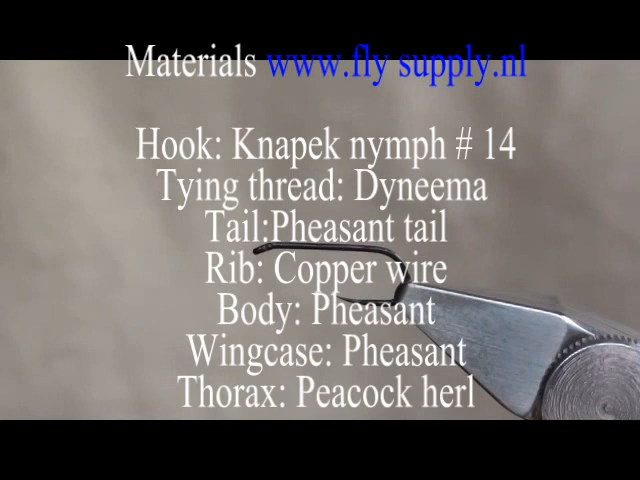 Materials www.fly supply.nl
Hook: Knapek nymph # 14
Tying thread: Dyneema
Tail:Pheasant tail
Rib: Copper wire
Body: Pheasant
Wingcase: Pheasant
Thorax: Peacock herl